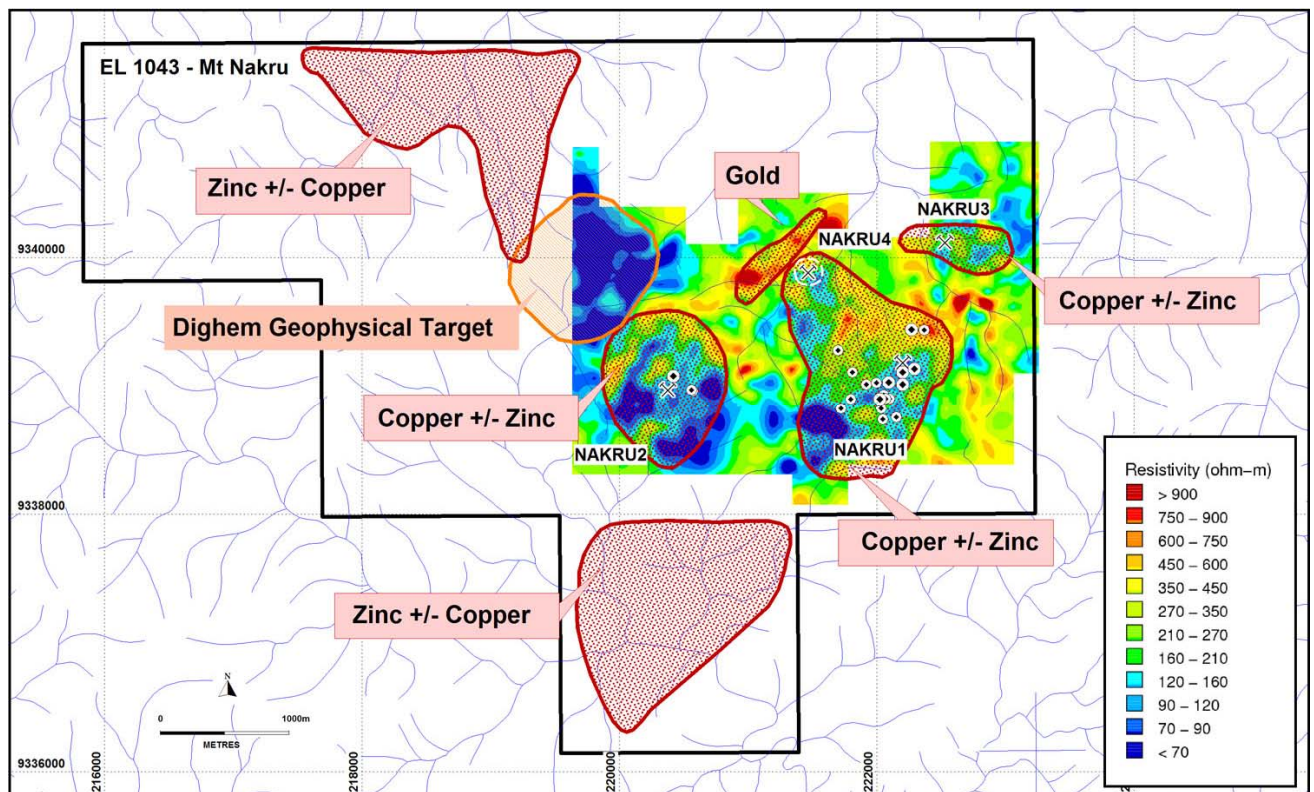 EL 1043 - Mt Nakru
Zinc +/- Copper
Gold
NAKRU3
NAKRU4
9340000
Copper +/- Zinc
Dighem Geophysical Target
Copper +/- Zinc
NAKRU2
NAKRU1
9338000
Copper +/- Zinc
Zinc +/- Copper
N
0 1000m
METRES
9336000
216000
218000
220000
222000
Resistivity (ohm-m)
> 900
750 - 900
600 - 750
450 - 600
350 - 450
270 - 350
210 - 270
160 - 210
120 - 160
90 - 120
70 - 90
< 70